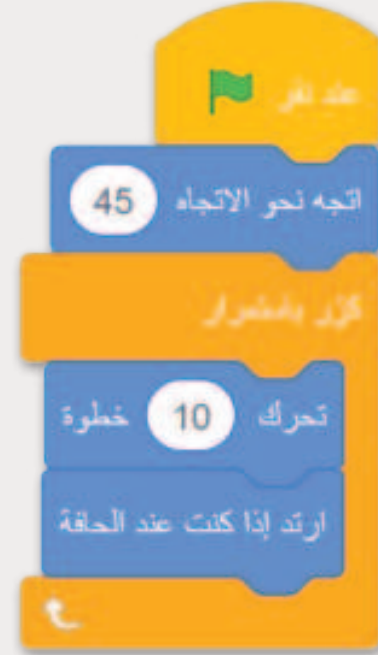 عند نقر
اتجه نحو الاتجاه 45
كرّر باستمرار
تحرك 10 خطوة
ارتد إذا كنت عند الحافة